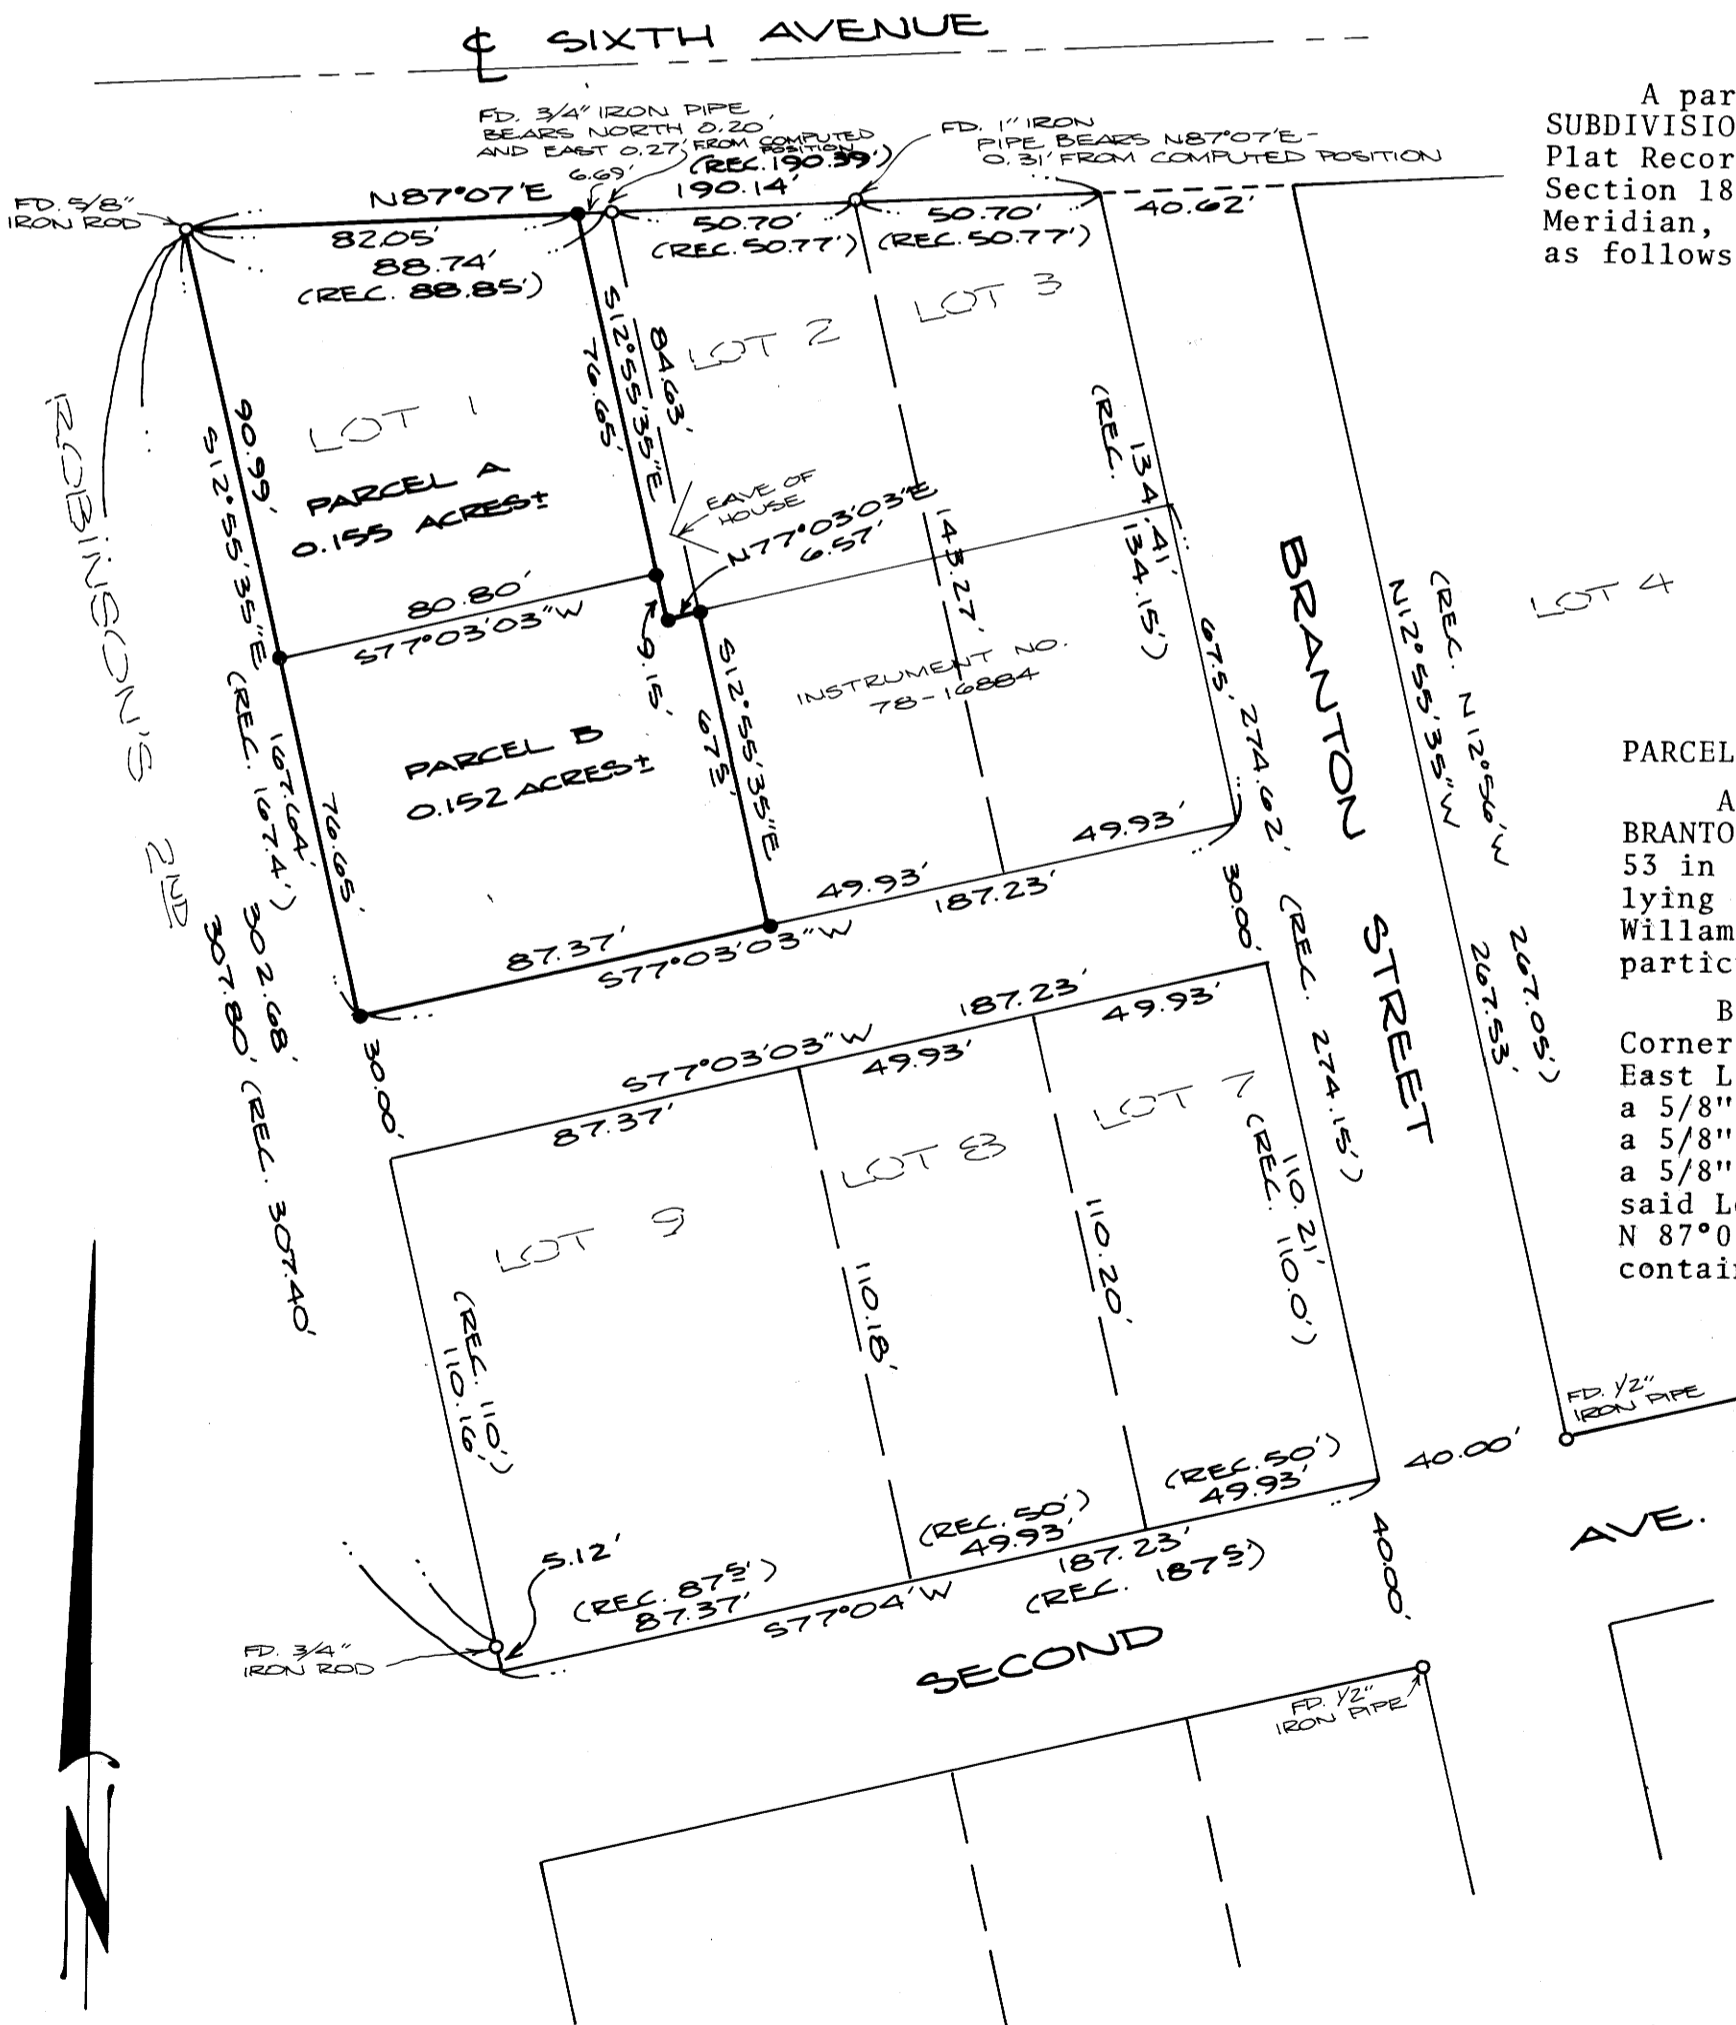 ℄ SIXTH AVENUE
FD. 3/4" IRON PIPE
BEARS NORTH 0.20'
AND EAST 0.27' FROM COMPUTED
POSITION
FD. 1" IRON
PIPE BEARS N87°07'E-
0.31' FROM COMPUTED POSITION
FD. 5/8"
IRON ROD
N87°07'E
6.69'
(REC. 190.39')
190.14'
82.05'
88.74'
(REC. 88.85')
50.70'
(REC. 50.77')
50.70'
(REC. 50.77')
40.62'
A par
SUBDIVISIO
Plat Recor
Section 18
Meridian,
as follows
LOT 1
PARCEL A
0.155 ACRES±
LOT 2
LOT 3
LOT 4
S12°55'35"E
76.65'
84.63'
90.99'
S12°55'35"E
EAVE OF
HOUSE
N77°03'03"E
6.57'
80.80'
S77°03'03"W
9.15'
143.27'
(REC. 134.15')
134.41'
67.5'
274.62' (REC. 274.15')
INSTRUMENT NO.
78-16884
PARCEL B
0.152 ACRES±
S12°55'35"E
67⁵'
ROBINSON'S 2ND
167.64'
(REC. 167.4')
76.65'
302.68'
307.80' (REC. 307.40')
BRANTON STREET
(REC. N12°56'W 267.05')
N12°55'35"W 267.53'
49.93'
49.93'
187.23'
87.37'
S77°03'03"W
30.00'
30.00'
187.23'
49.93'
S77°03'03"W
49.93'
87.37'
LOT 7
LOT 8
LOT 9
(REC. 110')
110.16'
110.18'
110.20'
110.21'
(REC. 110.0')
PARCEL
A
BRANTO
53 in
lying
Willam
partic
B
Corner
East L
a 5/8"
a 5/8"
a 5/8"
said L
N 87°0
contai
FD. 1/2"
IRON PIPE
40.00'
(REC. 50')
49.93'
(REC. 50')
49.93'
187.23'
(REC. 187⁵')
5.12'
(REC. 87⁵')
87.37'
S77°04'W
40.00'
FD. 3/4"
IRON ROD
SECOND AVE.
FD. 1/2"
IRON PIPE
N